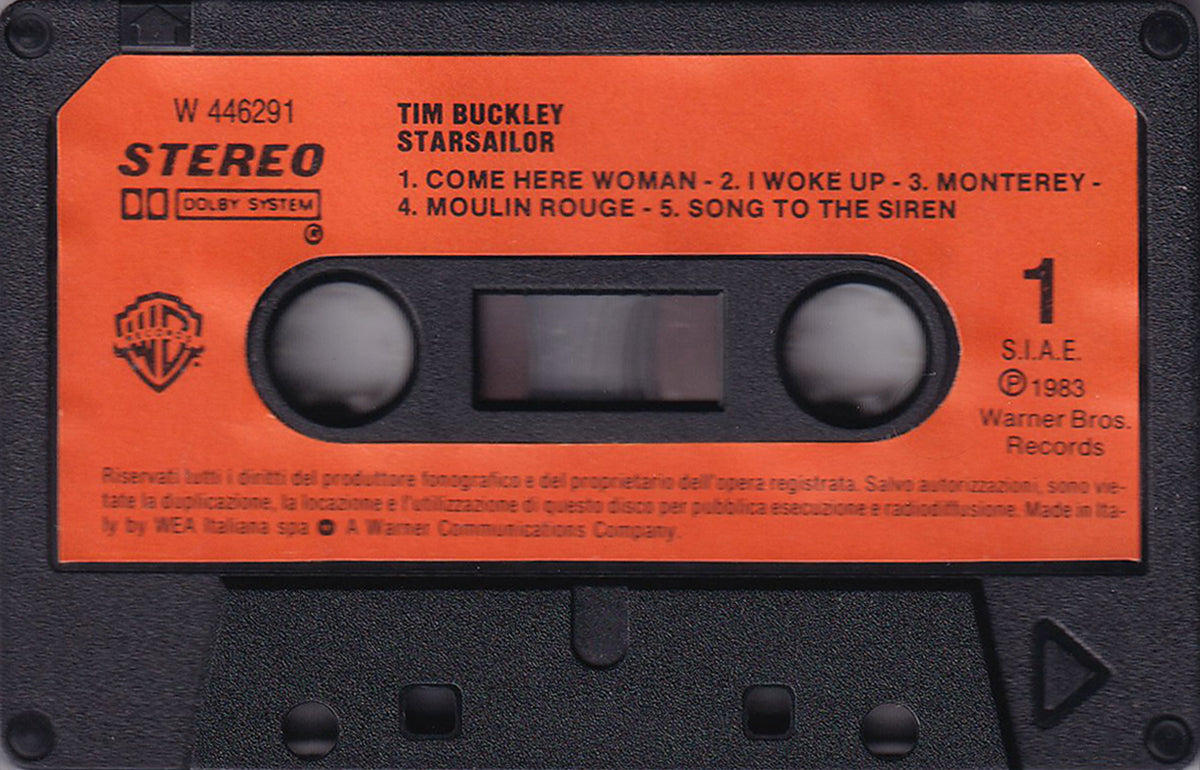 W 446291
STEREO
DOLBY SYSTEM
G
TIM BUCKLEY
STARSAILOR
1. COME HERE WOMAN - 2. I WOKE UP - 3. MONTEREY -
4. MOULIN ROUGE - 5. SONG TO THE SIREN
1
S.I.A.E.
Ⓟ 1983
Warner Bros.
Records
WB
RECORDS
Riservati tutti i diritti del produttore fonografico e del proprietario dell'opera registrata. Salvo autorizzazioni, sono vie-
tate la duplicazione, la locazione e l'utilizzazione di questo disco per pubblica esecuzione e radiodiffusione. Made in Ita-
ly by WEA Italiana spa A Warner Communications Company.